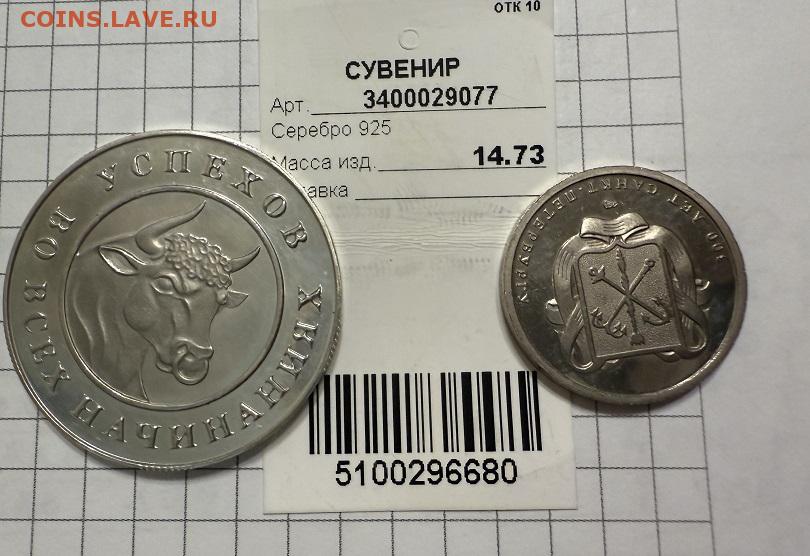 COINS.LAVE.RU
ОТК 10
СУВЕНИР
Арт. 3400029077
Серебро 925
Масса изд. 14.73
авка
5100296680
УСПЕХОВ ВО ВСЕХ НАЧИНАНИЯХ
300 ЛЕТ САНКТ-ПЕТЕРБУРГУ